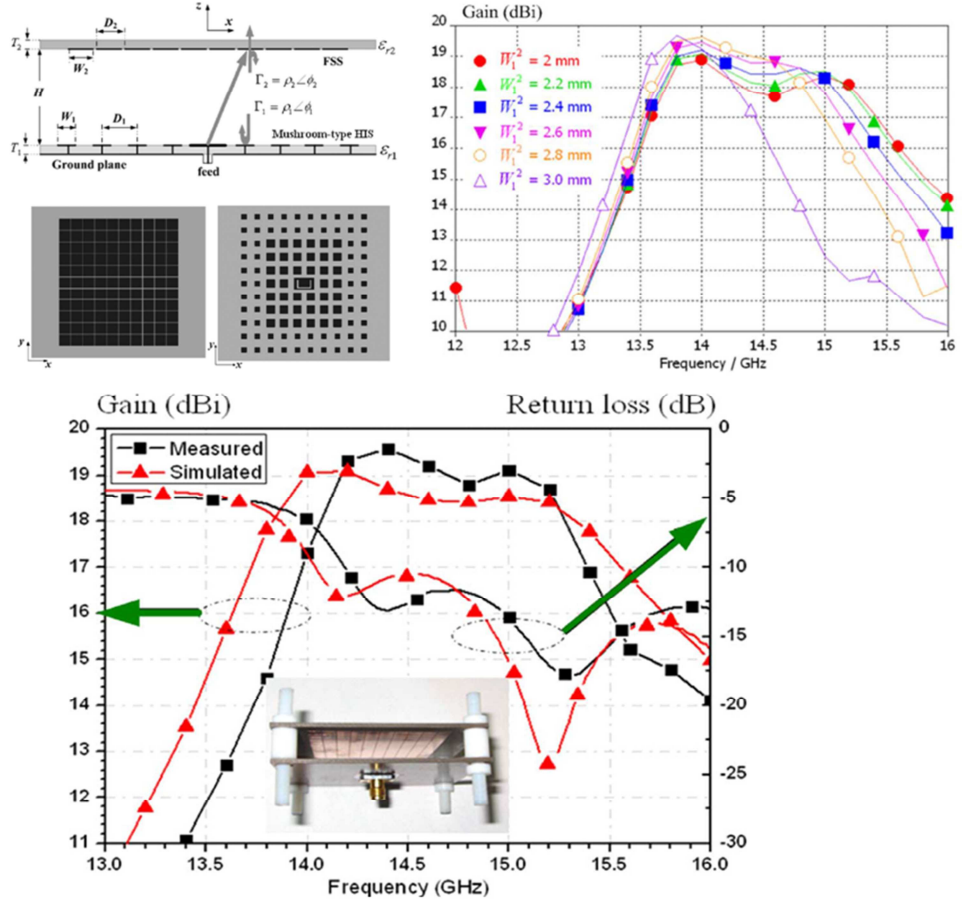 z
x
D₂
T₂
εr2
W₂
FSS
H
Γ₂ = ρ₂∠ϕ₂
Γ₁ = ρ₁∠ϕ₁
W₁
D₁
Mushroom-type HIS
T₁
εr1
Ground plane
feed
y
x
y
x
Gain (dBi)
20
19
18
17
16
15
14
13
12
11
10
W₁² = 2 mm
W₁² = 2.2 mm
W₁² = 2.4 mm
W₁² = 2.6 mm
W₁² = 2.8 mm
W₁² = 3.0 mm
12 12.5 13 13.5 14 14.5 15 15.5 16
Frequency / GHz
Gain (dBi)
Return loss (dB)
Measured
Simulated
20
19
18
17
16
15
14
13
12
11
0
-5
-10
-15
-20
-25
-30
13.0 13.5 14.0 14.5 15.0 15.5 16.0
Frequency (GHz)